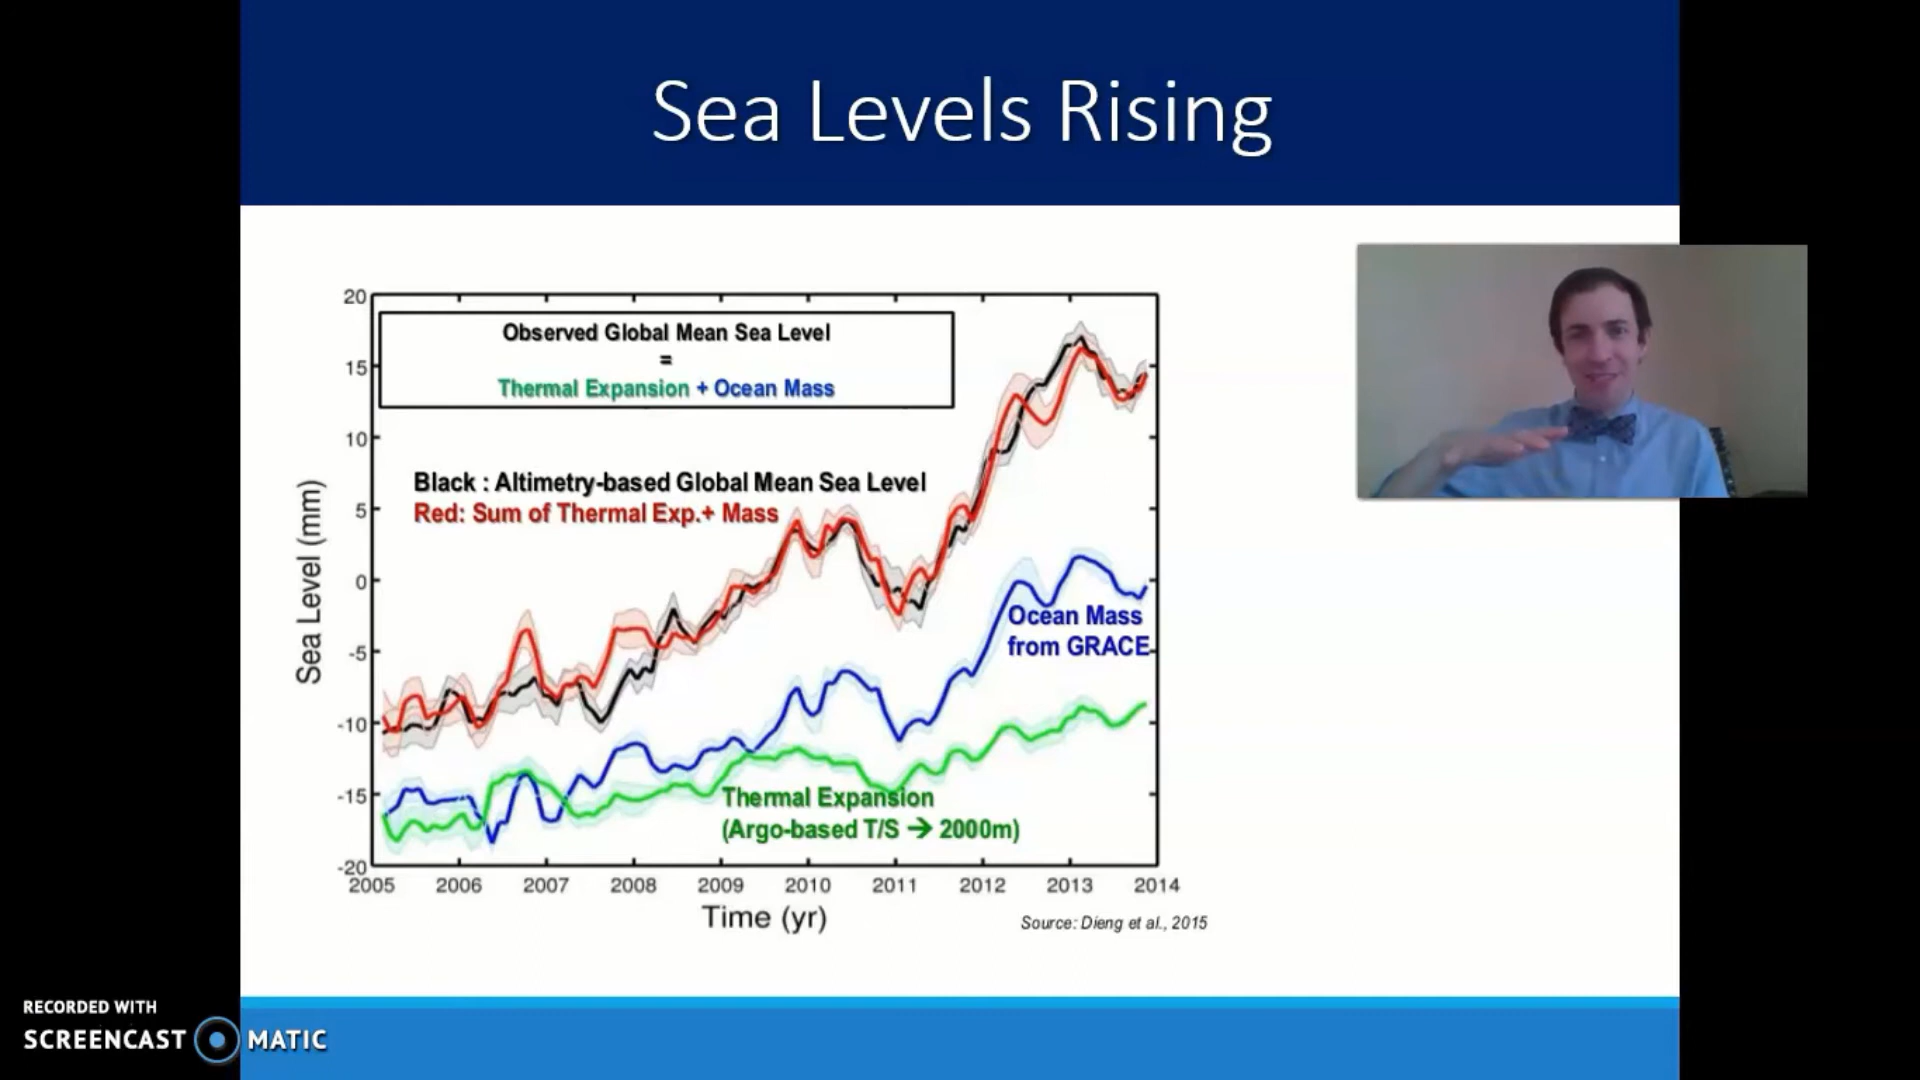 Sea Levels Rising
20
Observed Global Mean Sea Level
=
Thermal Expansion + Ocean Mass
15
10
Black : Altimetry-based Global Mean Sea Level
Red: Sum of Thermal Exp.+ Mass
5
0
Ocean Mass
from GRACE
-5
-10
-15
Thermal Expansion
(Argo-based T/S → 2000m)
-20
Sea Level (mm)
2005 2006 2007 2008 2009 2010 2011 2012 2013 2014
Time (yr)
Source: Dieng et al., 2015
RECORDED WITH
SCREENCAST MATIC